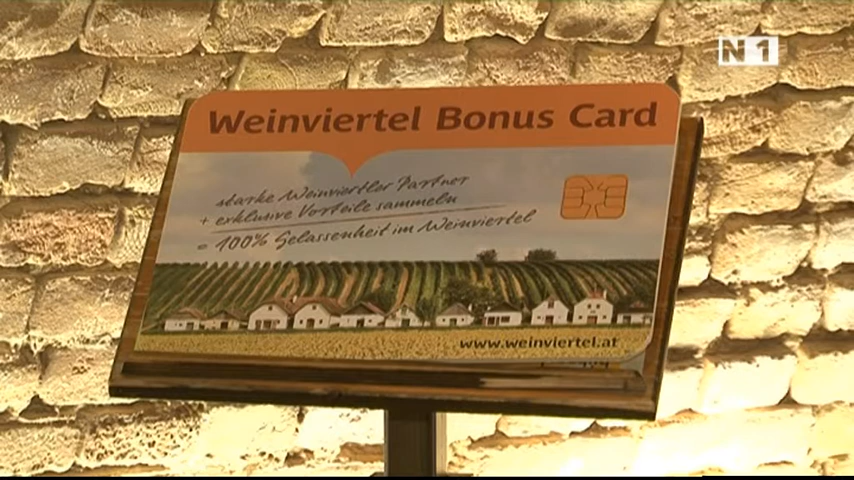 N1
Weinviertel Bonus Card
starke Weinviertler Partner
+ exklusive Vorteile sammeln
= 100% Gelassenheit im Weinviertel
www.weinviertel.at